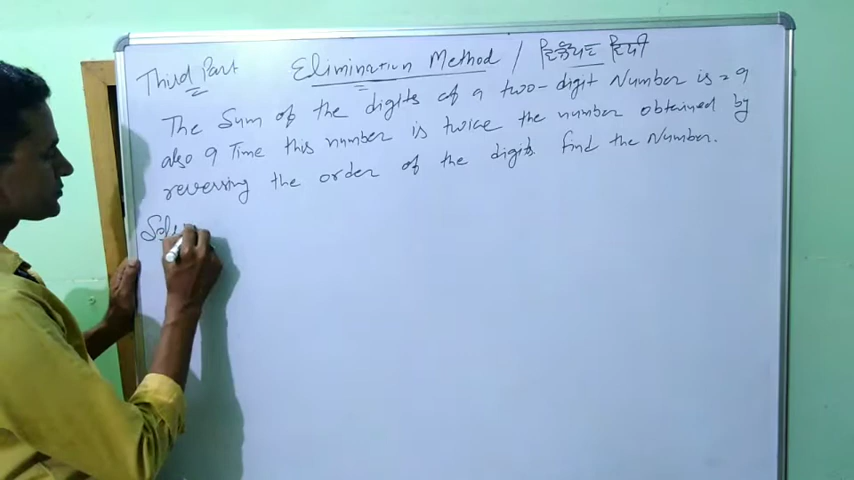 Third Part Elimination Method /
The Sum of the digits of a two-digit Number is = 9
also 9 Time this number is twice the number obtained by
reversing the order of the digits find the Number.